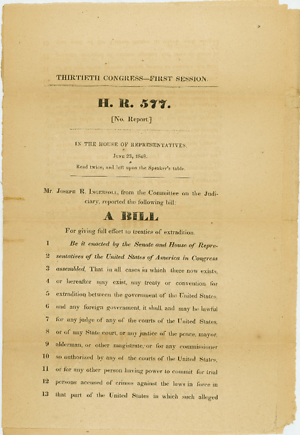 THIRTIETH CONGRESS—FIRST SESSION.
H. R. 577.
[No. Report]
IN THE HOUSE OF REPRESENTATIVES.
JUNE 23, 1848.
Read twice, and left upon the Speaker's table.
Mr. JOSEPH R. INGERSOLL, from the Committee on the Judi-
ciary, reported the following bill:
A BILL
For giving full effect to treaties of extradition.
1 Be it enacted by the Senate and House of Repre-
2 sentatives of the United States of America in Congress
3 assembled. That in all cases in which there now exists,
4 or hereafter may exist, any treaty or convention for
5 extradition between the government of the United States,
6 and any foreign government, it shall and may be lawful
7 for any judge of any of the courts of the United States,
8 or of any State court, or any justice of the peace, mayor,
9 alderman, or other magistrate, or for any commissioner
10 so authorized by any of the courts of the United States,
11 or for any other person having power to commit for trial
12 persons accused of crimes against the laws in force in
13 that part of the United States in which such alleged